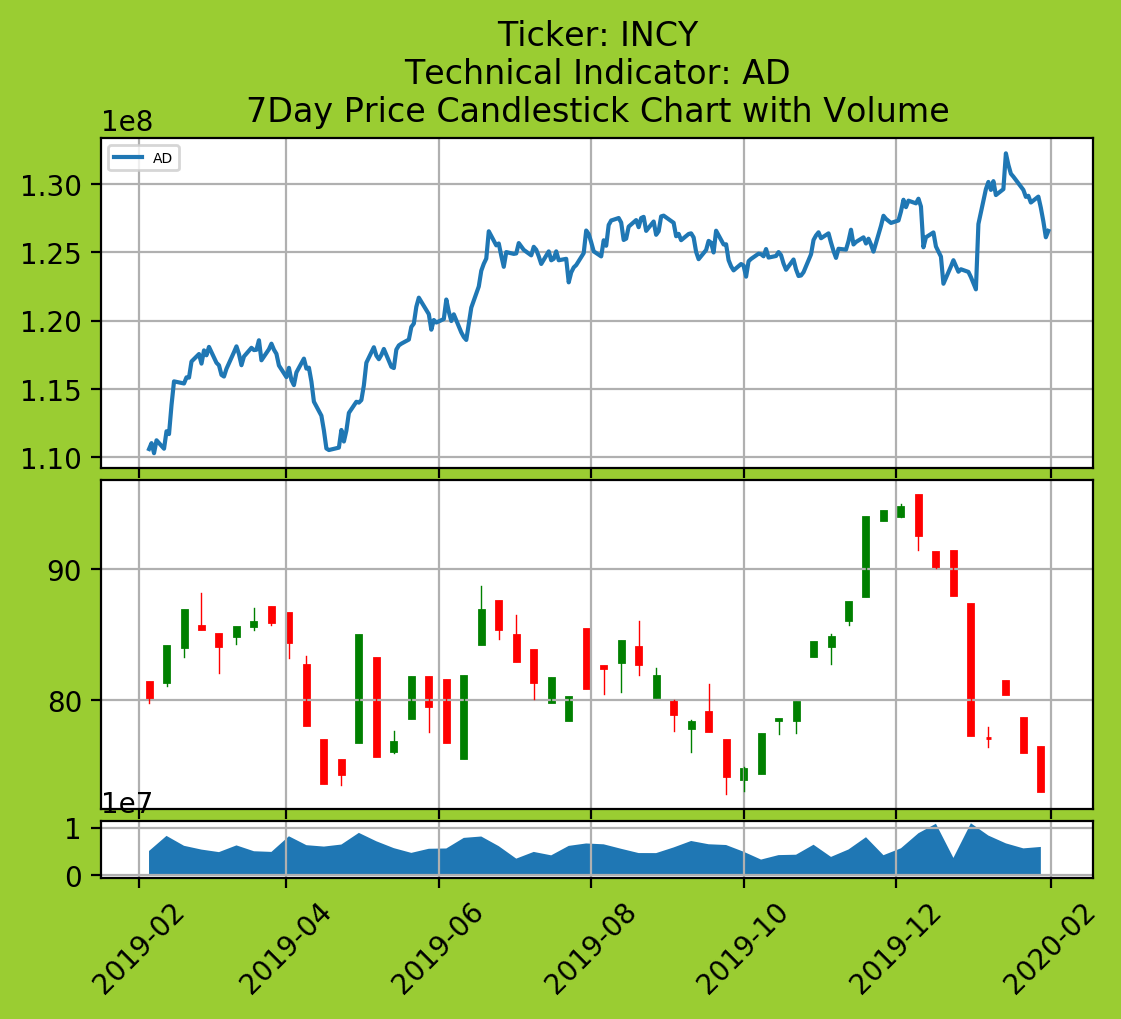 Ticker: INCY
Technical Indicator: AD
7Day Price Candlestick Chart with Volume
1e8
AD
1.30
1.25
1.20
1.15
1.10
90
80
1e7
1
0
2019-02
2019-04
2019-06
2019-08
2019-10
2019-12
2020-02